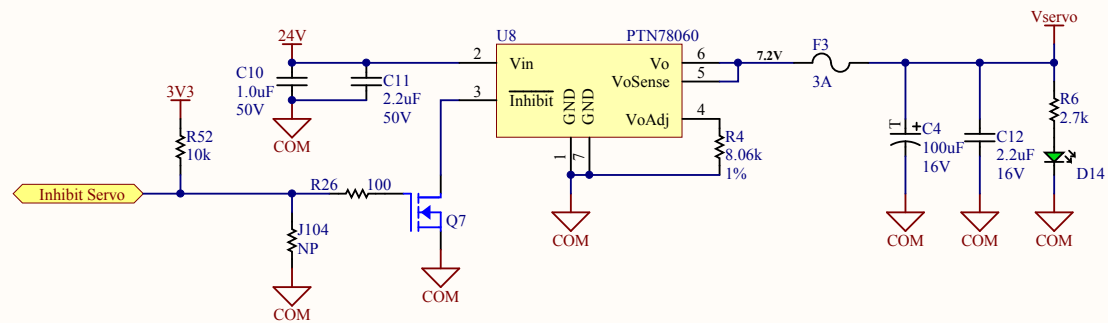 24V
C10
1.0uF
50V
C11
2.2uF
50V
COM
3V3
R52
10k
Inhibit Servo
R26 100
J104
NP
COM
Q7
COM
U8 PTN78060
2 Vin
3 Inhibit
Vo 6
VoSense 5
VoAdj 4
GND
GND
1
7
COM
R4
8.06k
1%
7.2V
F3
3A
T
+
C4
100uF
16V
COM
C12
2.2uF
16V
COM
Vservo
R6
2.7k
D14
COM